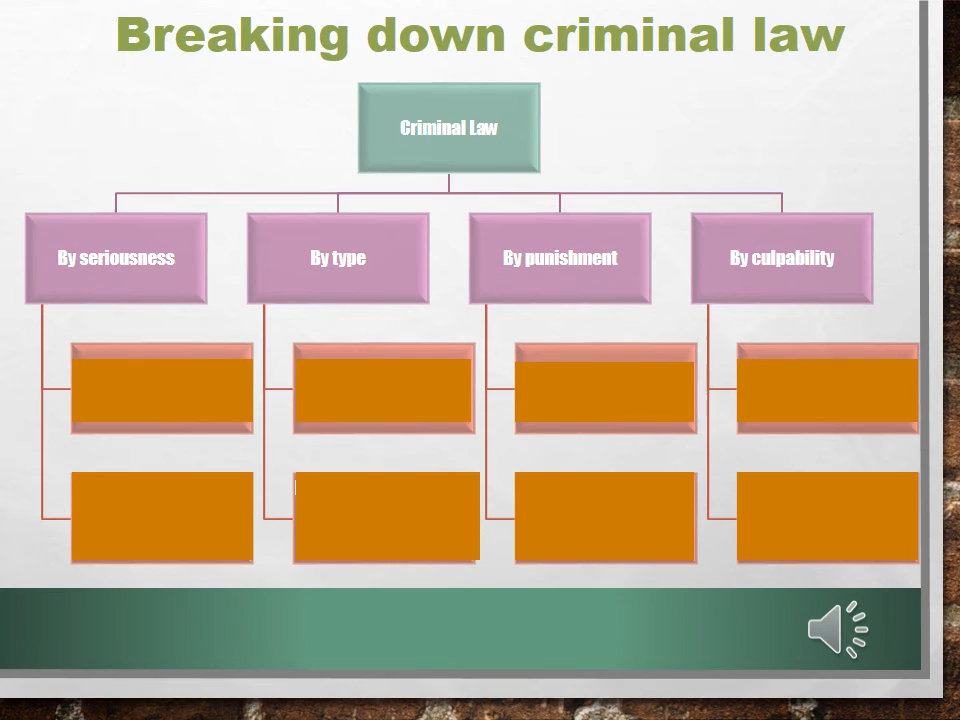 Breaking down criminal law
Criminal Law
By seriousness
By type
By punishment
By culpability